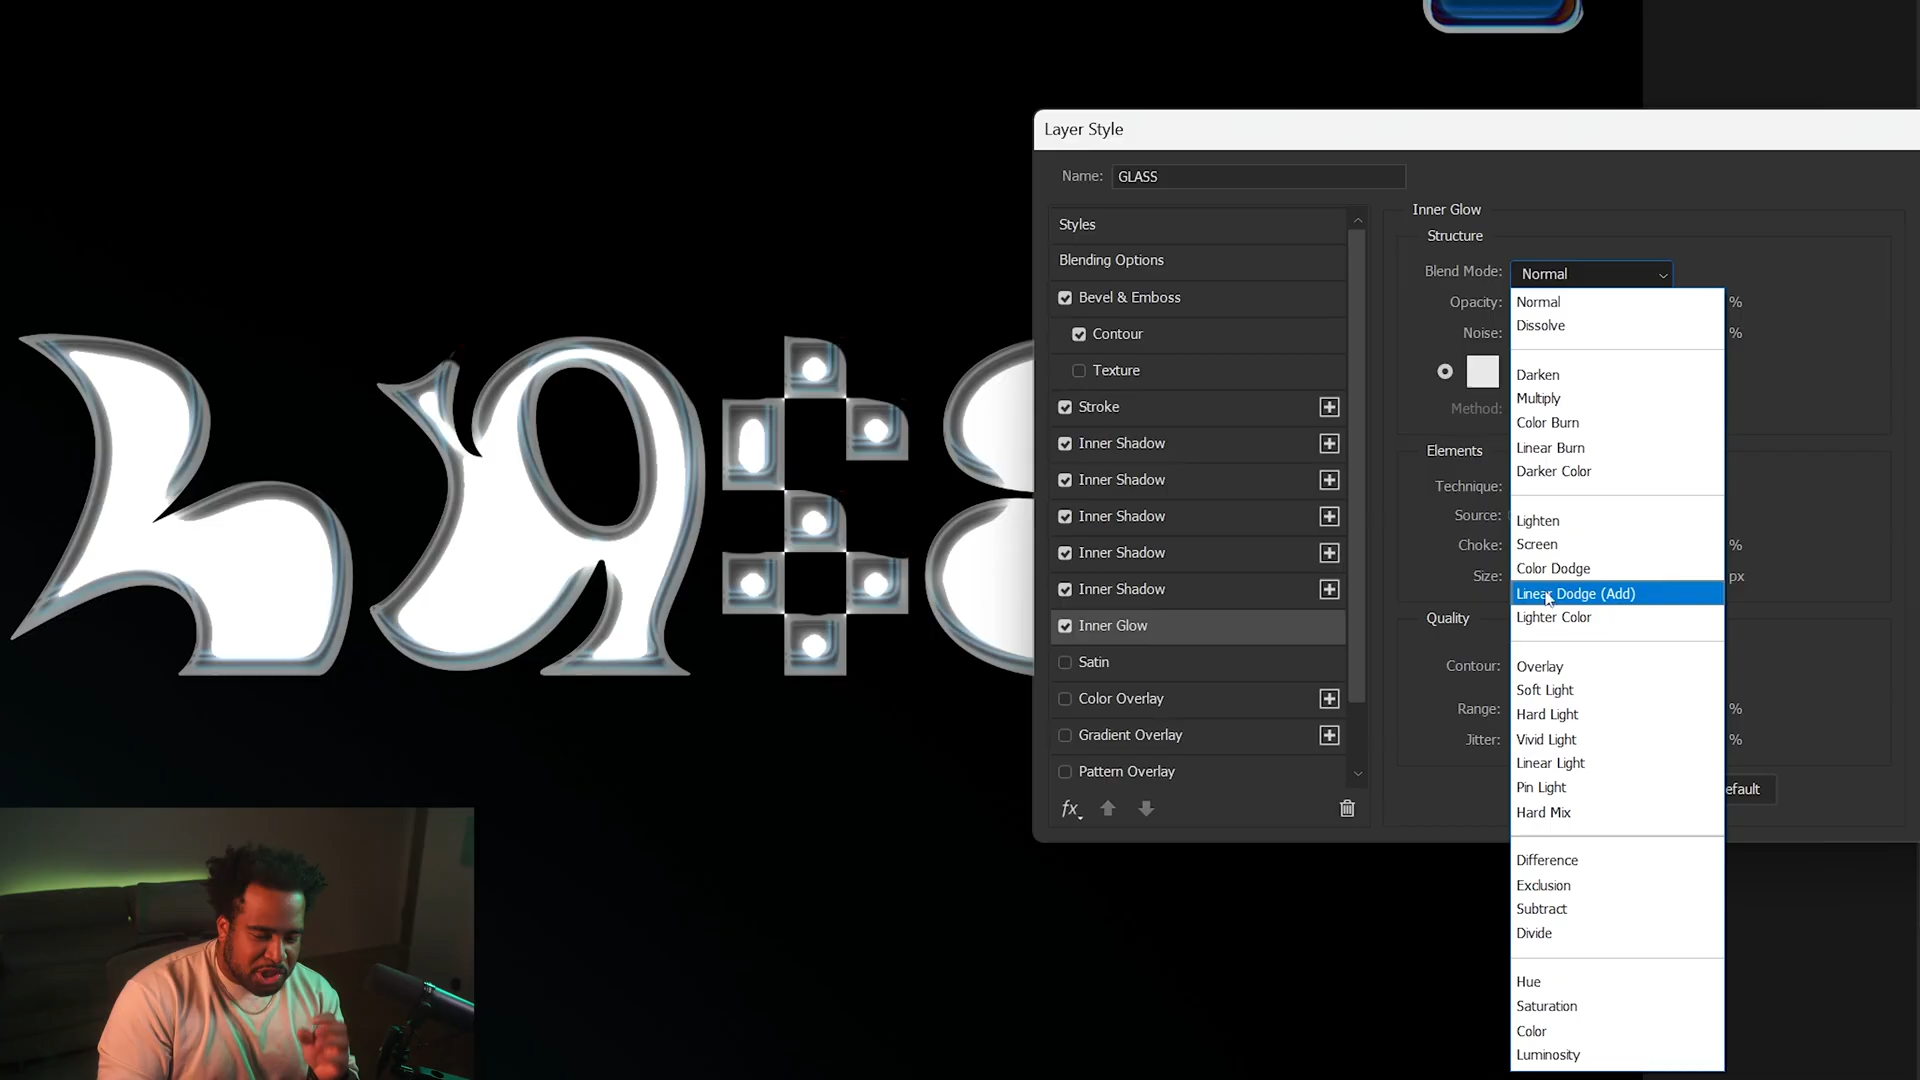 Layer Style
Name: GLASS
Styles
Blending Options
Bevel & Emboss
Contour
Texture
Stroke
Inner Shadow
Inner Shadow
Inner Shadow
Inner Shadow
Inner Shadow
Inner Glow
Satin
Color Overlay
Gradient Overlay
Pattern Overlay
fx
Inner Glow
Structure
Blend Mode: Normal
Opacity: %
Noise: %
Method:
Elements
Technique:
Source:
Choke: %
Size: px
Quality
Contour:
Range: %
Jitter: %
efault
Normal
Dissolve
Darken
Multiply
Color Burn
Linear Burn
Darker Color
Lighten
Screen
Color Dodge
Linear Dodge (Add)
Lighter Color
Overlay
Soft Light
Hard Light
Vivid Light
Linear Light
Pin Light
Hard Mix
Difference
Exclusion
Subtract
Divide
Hue
Saturation
Color
Luminosity